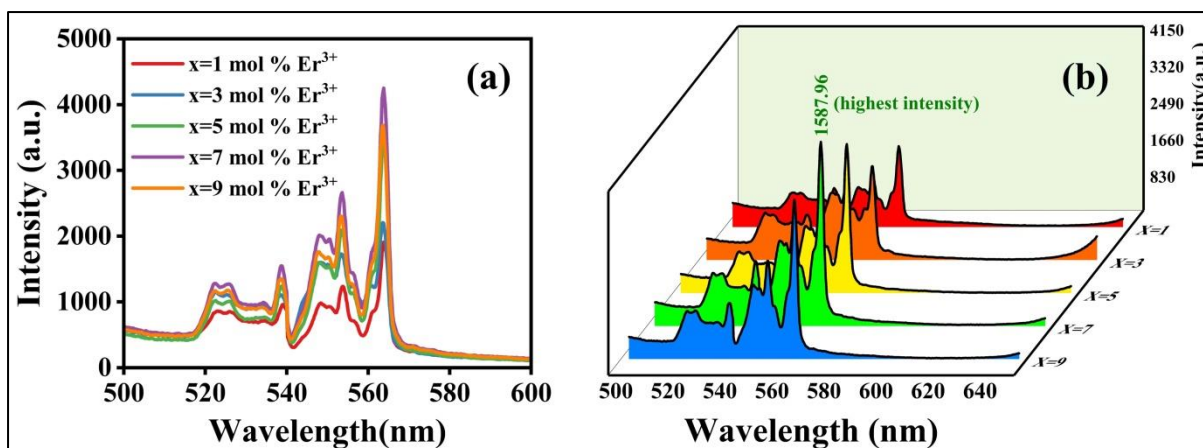 (a)
x=1 mol % Er³⁺
x=3 mol % Er³⁺
x=5 mol % Er³⁺
x=7 mol % Er³⁺
x=9 mol % Er³⁺
Intensity (a.u.)
5000
4000
3000
2000
1000
0
500 520 540 560 580 600
Wavelength(nm)
(b)
1587.96 (highest intensity)
4150
3320
2490
1660
830
Intensity(a.u.)
X=1
X=3
X=5
X=7
X=9
500 520 540 560 580 600 620 640
Wavelength (nm)